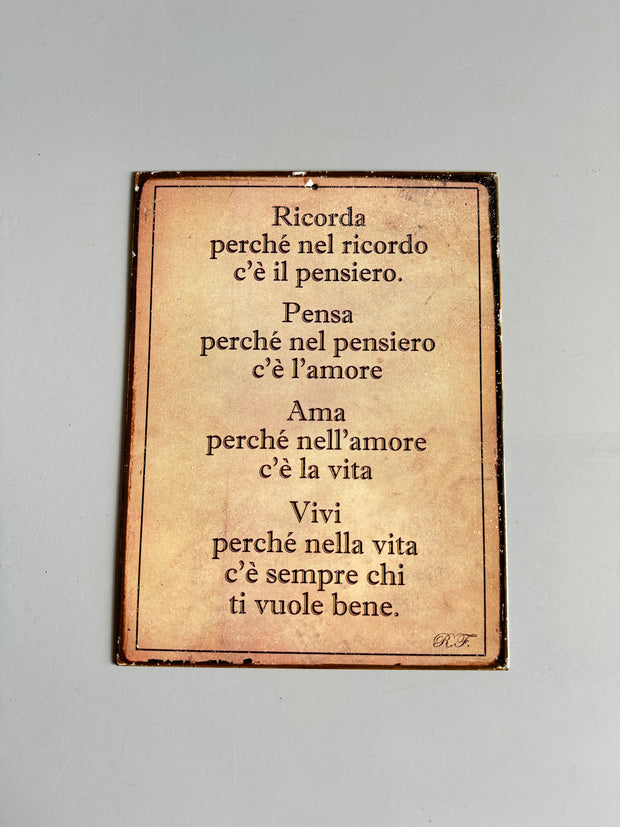 Ricorda
perché nel ricordo
c'è il pensiero.
Pensa
perché nel pensiero
c'è l'amore
Ama
perché nell'amore
c'è la vita
Vivi
perché nella vita
c'è sempre chi
ti vuole bene.
R.F.